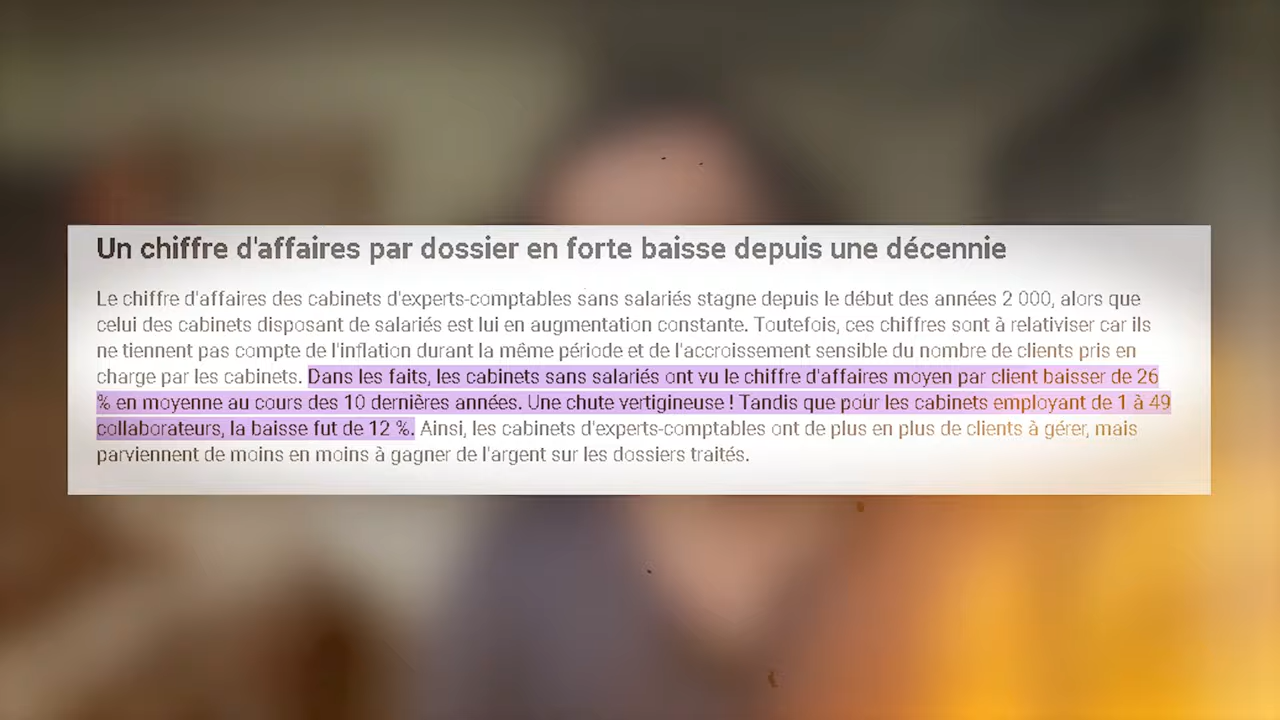 Un chiffre d'affaires par dossier en forte baisse depuis une décennie
Le chiffre d'affaires des cabinets d'experts-comptables sans salariés stagne depuis le début des années 2 000, alors que
celui des cabinets disposant de salariés est lui en augmentation constante. Toutefois, ces chiffres sont à relativiser car ils
ne tiennent pas compte de l'inflation durant la même période et de l'accroissement sensible du nombre de clients pris en
charge par les cabinets. Dans les faits, les cabinets sans salariés ont vu le chiffre d'affaires moyen par client baisser de 26
% en moyenne au cours des 10 dernières années. Une chute vertigineuse ! Tandis que pour les cabinets employant de 1 à 49
collaborateurs, la baisse fut de 12 %. Ainsi, les cabinets d'experts-comptables ont de plus en plus de clients à gérer, mais
parviennent de moins en moins à gagner de l'argent sur les dossiers traités.